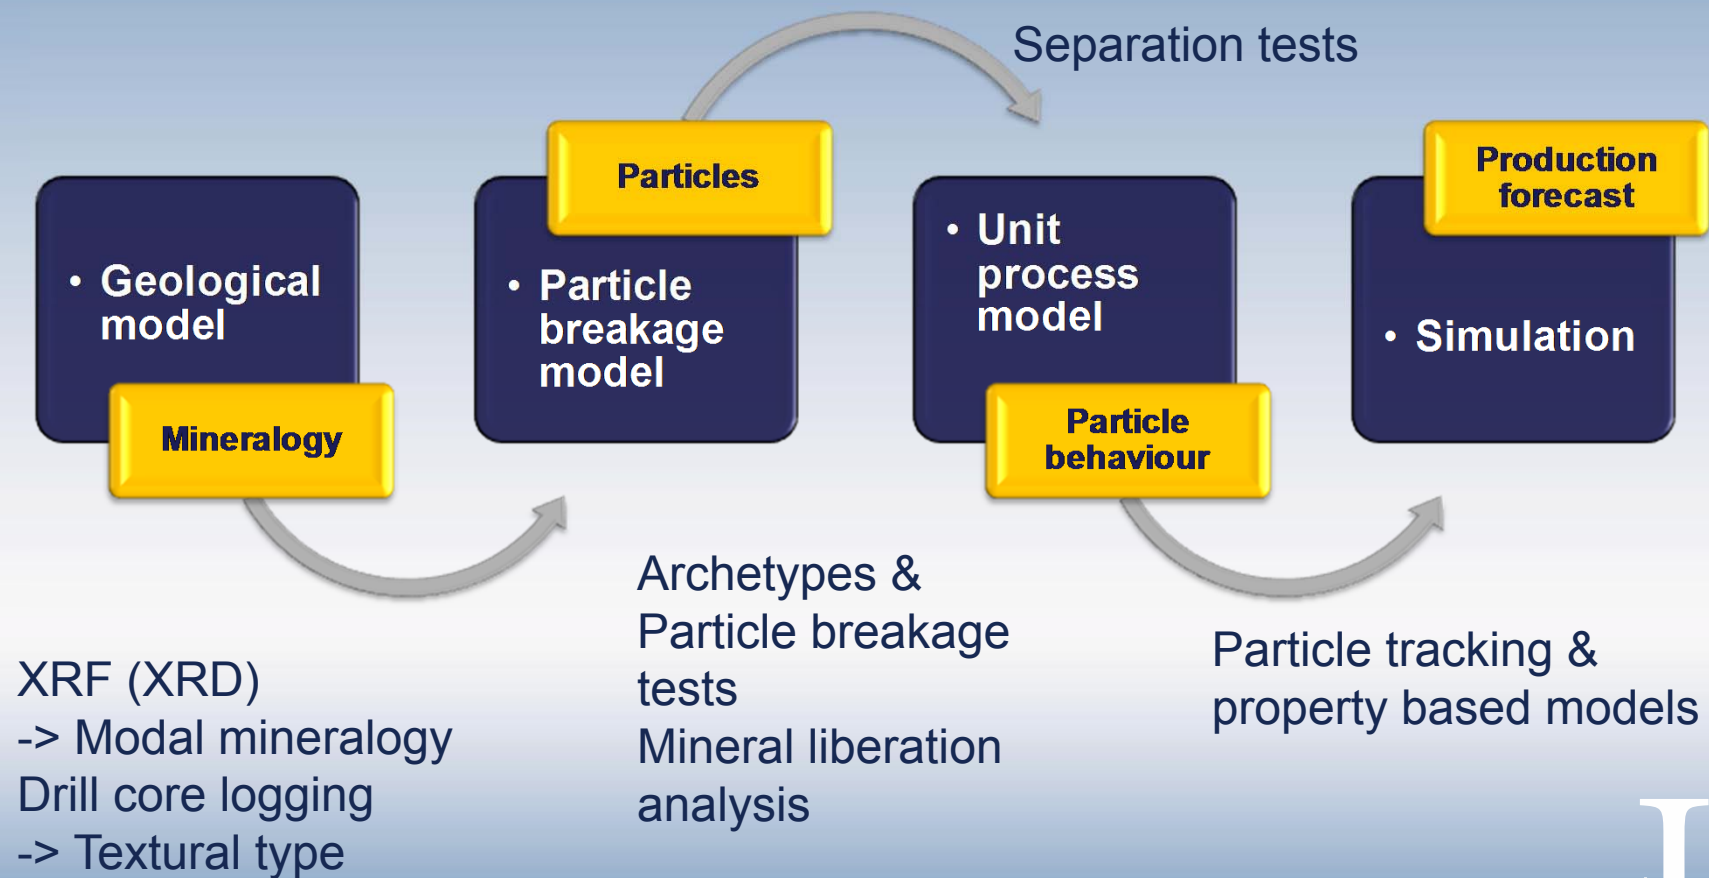 Separation tests
Particles
Production
forecast
• Geological
model
• Particle
breakage
model
• Unit
process
model
• Simulation
Mineralogy
Particle
behaviour
XRF (XRD)
-> Modal mineralogy
Drill core logging
-> Textural type
Archetypes &
Particle breakage
tests
Mineral liberation
analysis
Particle tracking &
property based models